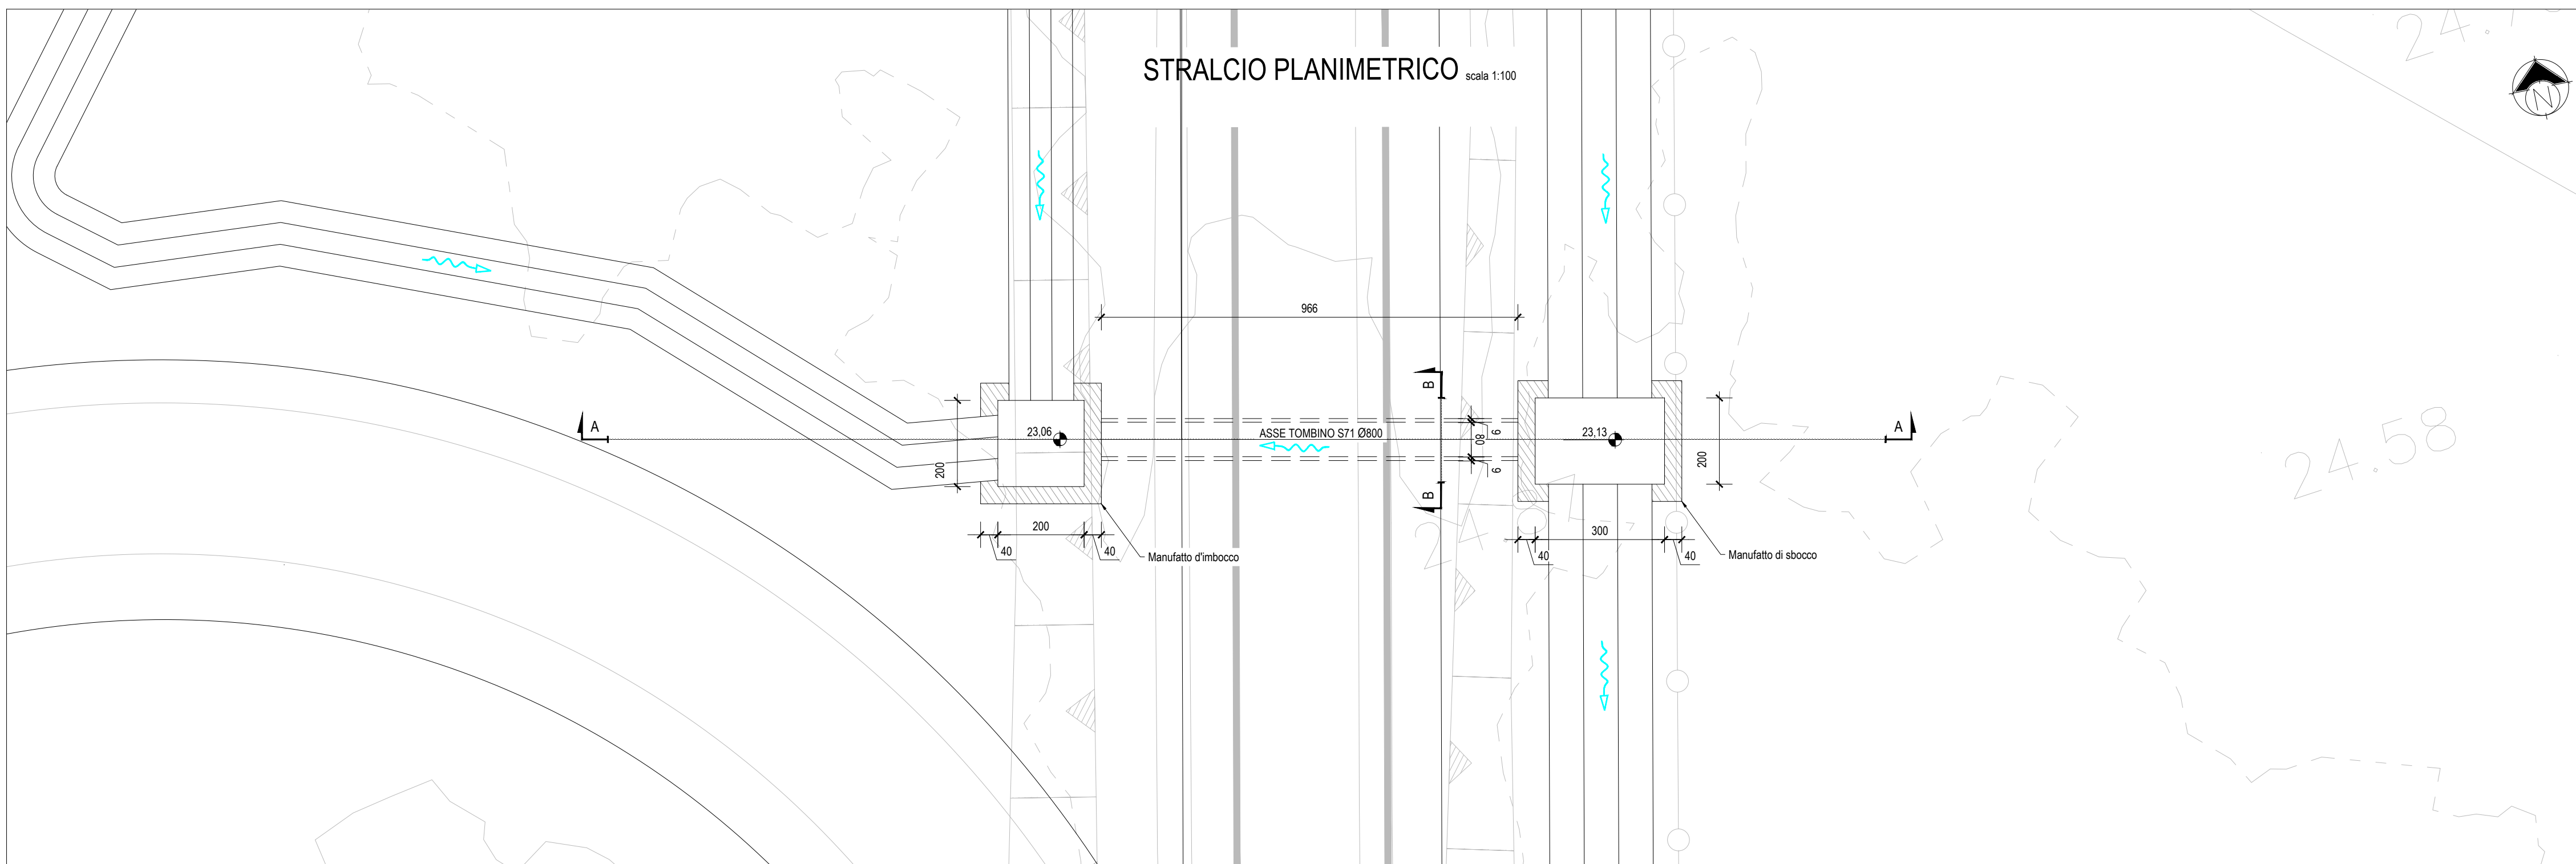 STRALCIO PLANIMETRICO scala 1:100
N
966
B
A
A
23,06
ASSE TOMBINO S71 Ø800
80
6
6
23,13
200
200
B
24.58
200
40
40
300
40
40
Manufatto d'imbocco
Manufatto di sbocco